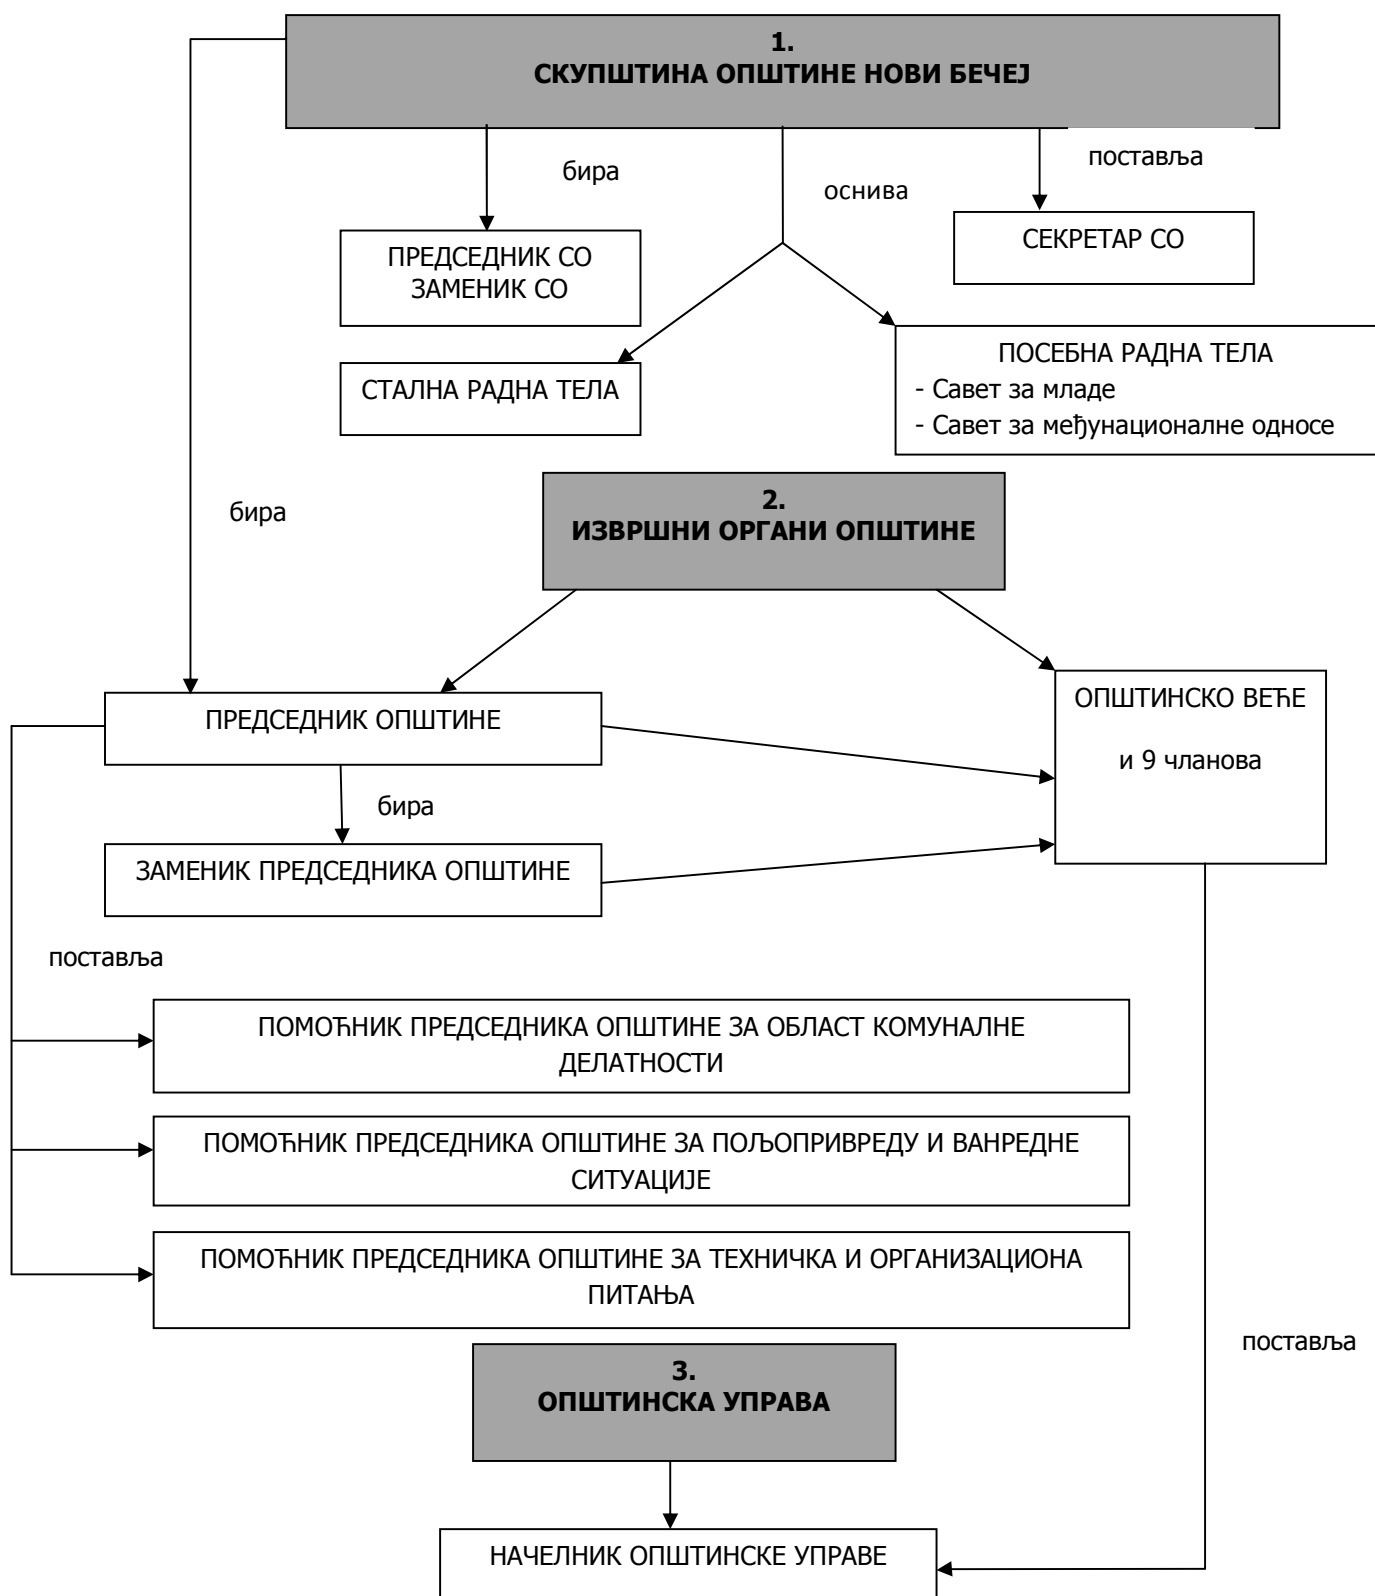 1.
СКУПШТИНА ОПШТИНЕ НОВИ БЕЧЕЈ
бира
оснива
поставља
ПРЕДСЕДНИК СО
ЗАМЕНИК СО
СЕКРЕТАР СО
СТАЛНА РАДНА ТЕЛА
ПОСЕБНА РАДНА ТЕЛА
- Савет за младе
- Савет за међунационалне односе
бира
2.
ИЗВРШНИ ОРГАНИ ОПШТИНЕ
ПРЕДСЕДНИК ОПШТИНЕ
ОПШТИНСКО ВЕЋЕ
и 9 чланова
бира
ЗАМЕНИК ПРЕДСЕДНИКА ОПШТИНЕ
поставља
ПОМОЋНИК ПРЕДСЕДНИКА ОПШТИНЕ ЗА ОБЛАСТ КОМУНАЛНЕ
ДЕЛАТНОСТИ
ПОМОЋНИК ПРЕДСЕДНИКА ОПШТИНЕ ЗА ПОЉОПРИВРЕДУ И ВАНРЕДНЕ
СИТУАЦИЈЕ
ПОМОЋНИК ПРЕДСЕДНИКА ОПШТИНЕ ЗА ТЕХНИЧКА И ОРГАНИЗАЦИОНА
ПИТАЊА
поставља
3.
ОПШТИНСКА УПРАВА
НАЧЕЛНИК ОПШТИНСКЕ УПРАВЕ